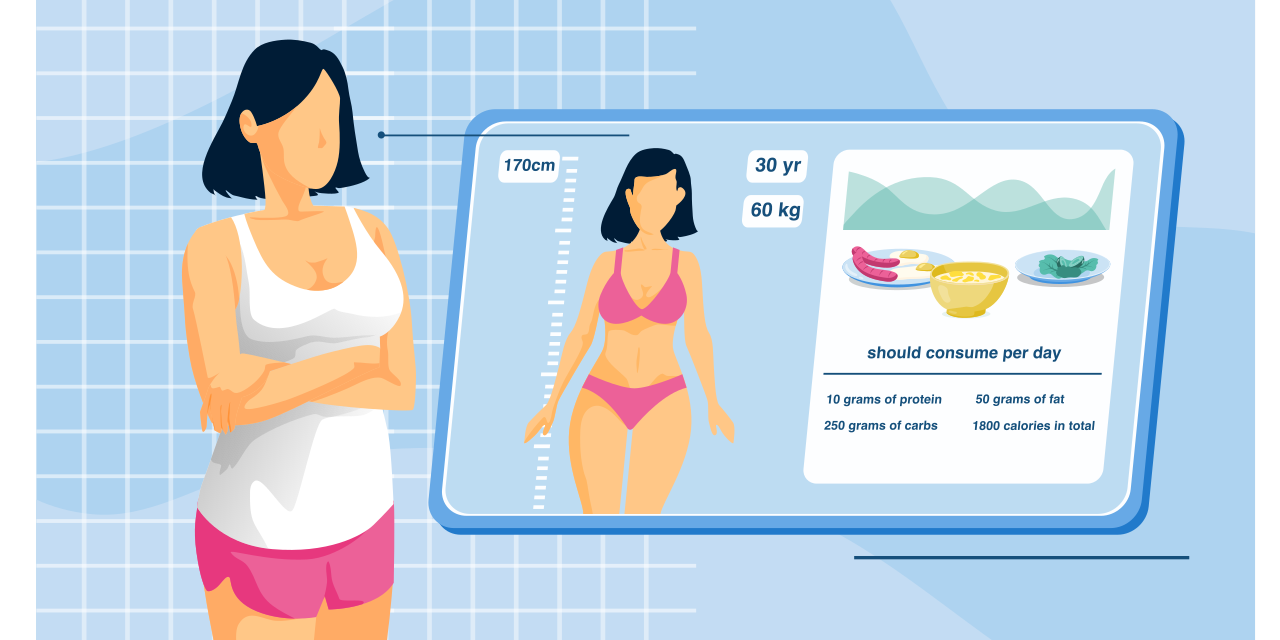 170cm
30 yr
60 kg
should consume per day
10 grams of protein
50 grams of fat
250 grams of carbs
1800 calories in total